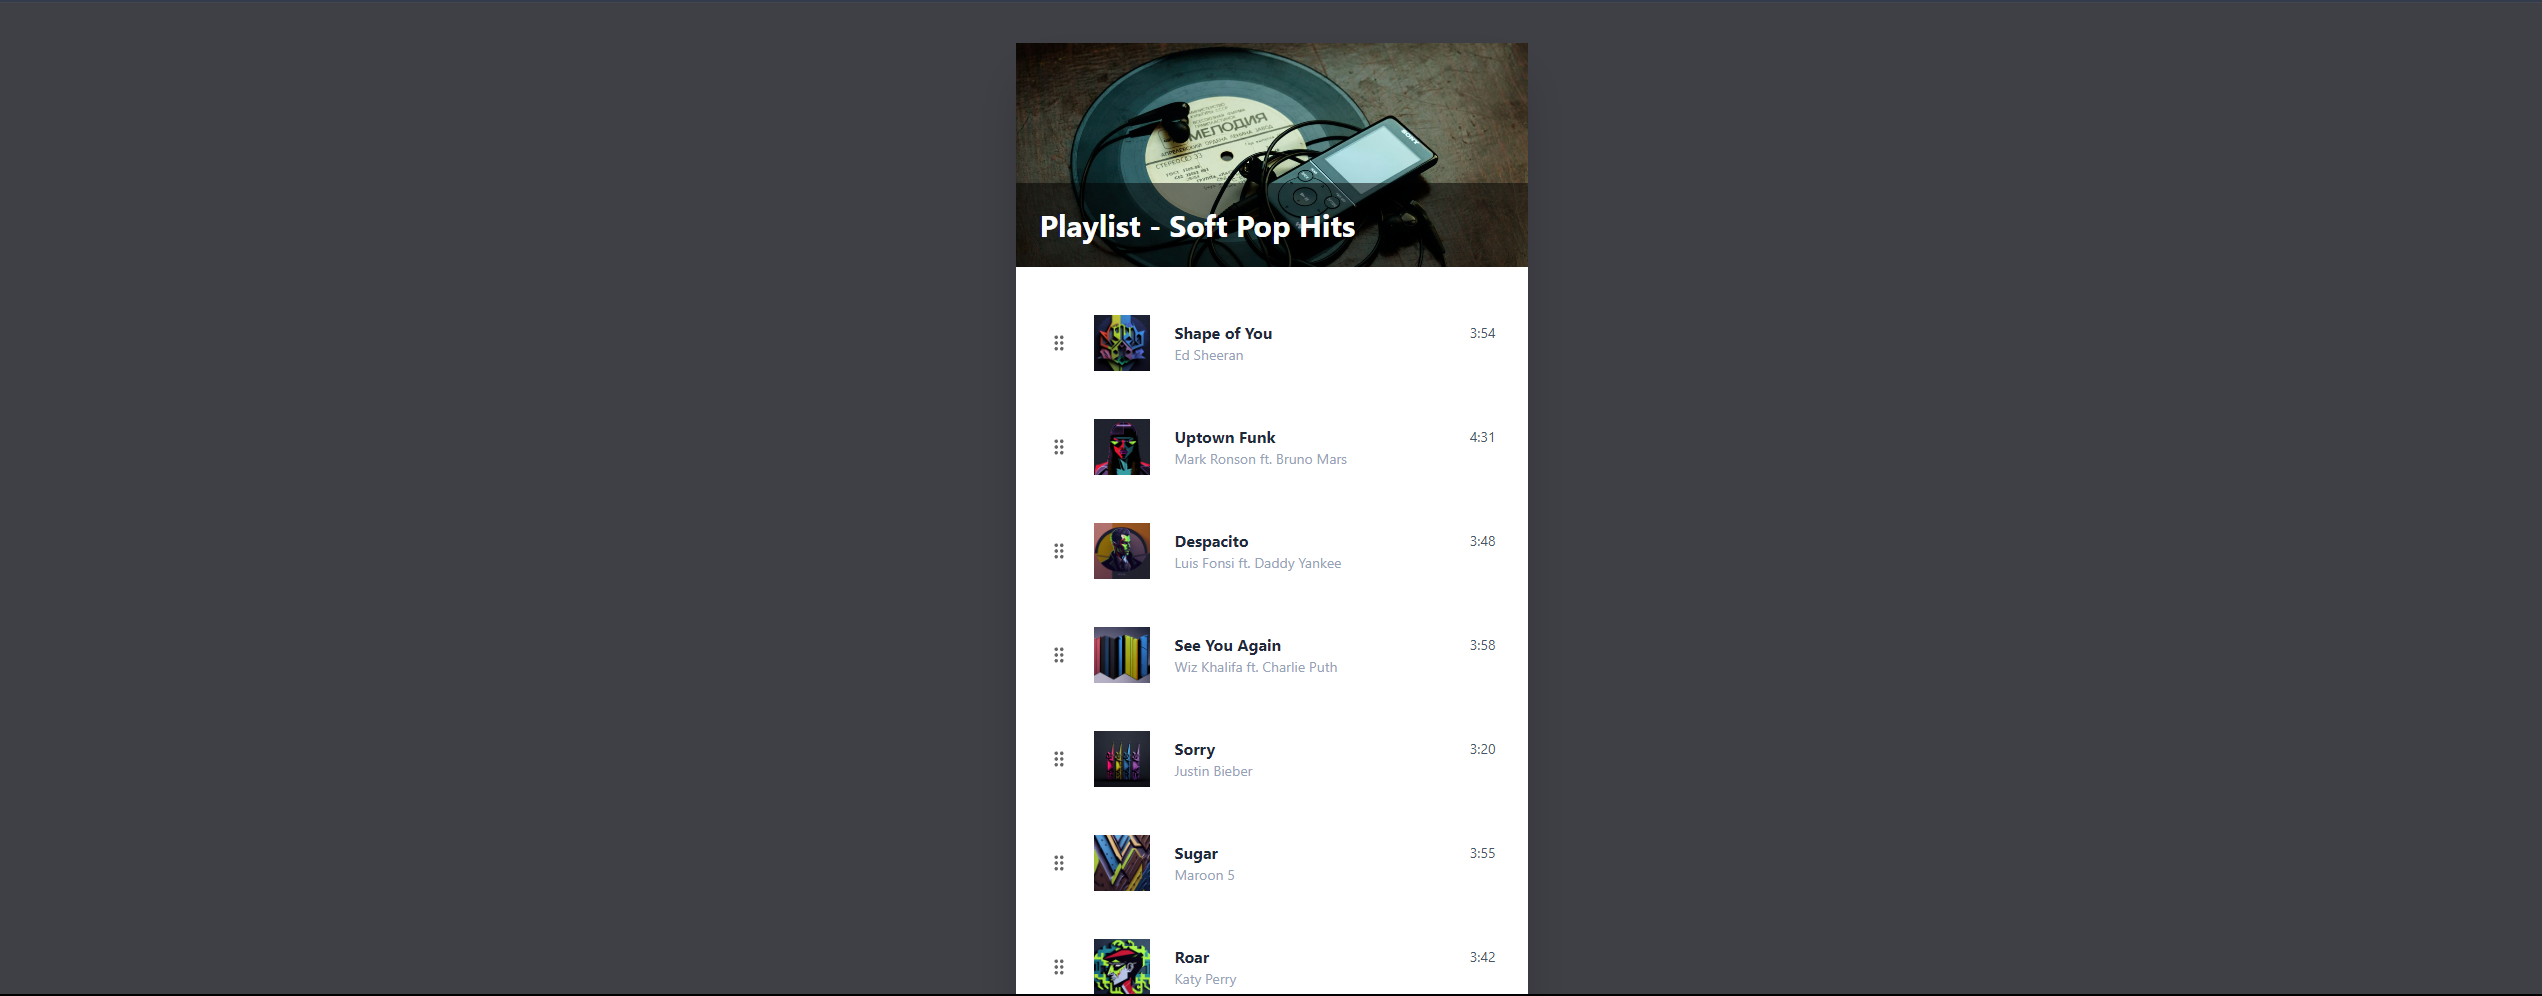 МЕЛОДИЯ
СТЕРЕО 33
SONY
Playlist - Soft Pop Hits
Shape of You
3:54
Ed Sheeran
Uptown Funk
4:31
Mark Ronson ft. Bruno Mars
Despacito
3:48
Luis Fonsi ft. Daddy Yankee
See You Again
3:58
Wiz Khalifa ft. Charlie Puth
Sorry
3:20
Justin Bieber
Sugar
3:55
Maroon 5
Roar
3:42
Katy Perry